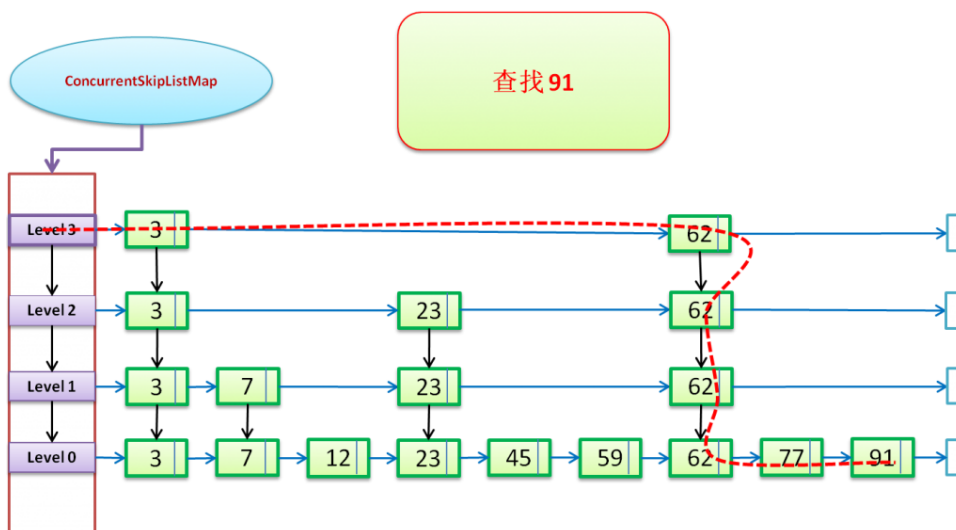 ConcurrentSkipListMap
查找91
Level 3 3 62
Level 2 3 23 62
Level 1 3 7 23 62
Level 0 3 7 12 23 45 59 62 77 91